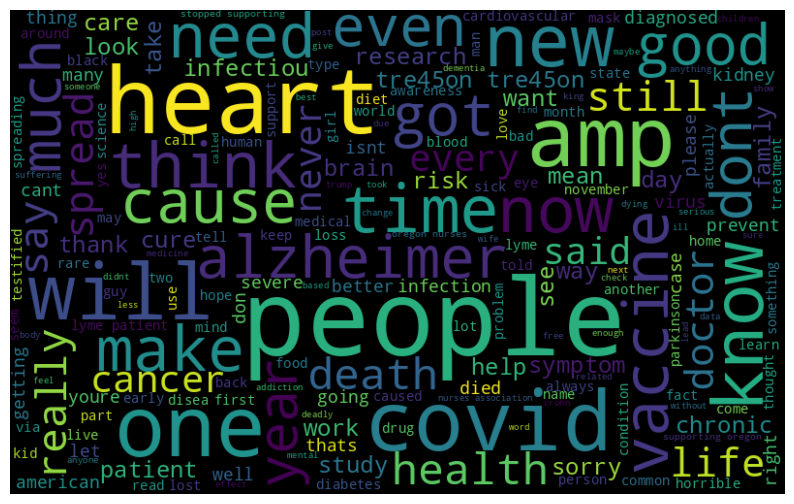 stopped supporting
post
children
thing
care
need
even
new
cardiovascular
mask
diagnosed
around
many
look
take
give
man
good
black
infectiou
research
type
dementia
state
maybe
anything
kidney
someone
tre45on tre45on
show
much
heart
got
still
spreading
science
high
call
support
diet
awareness
world
best
want
king
month
find
love
girl
due
isnt
amp
bad
please
actually
dont
family
spread
yes
suffering
human
called
never
every
blood
mean
day
treatment
think
brain
risk
sick
eye
november
virus
cant
cause
trump
took
time
now
dying
serious
prevent
say
may
medical
change
oregon nurses
wife
ill
thank
cure
tell
keep
loss
lyme
said
home
sure
testified
rare
alzheimer
told
way
next
check
case
parkinson
medicine
didnt
two
use
severe
based
better
infection
see
another
doctor
know
will
less
guy
hope
don
problem
something
seem
lyme patient
mind
lot
people
vaccine
data
lead
learn
body
make
food
free
enough
feel
really
youre
back
death
help
symptom
thought
cancer
addiction
died
always
related
fact
without
getting
early
disea
first
going
caused
nurses association
name
crohn
come
via
part
one
year
deadly
drug
covid
condition
chronic
live
thats
work
word
supporting oregon
kid
let
anyone
mental
study
sorry
life
right
patient
well
health
american
read
lost
affect
diabetes
person
common
horrible